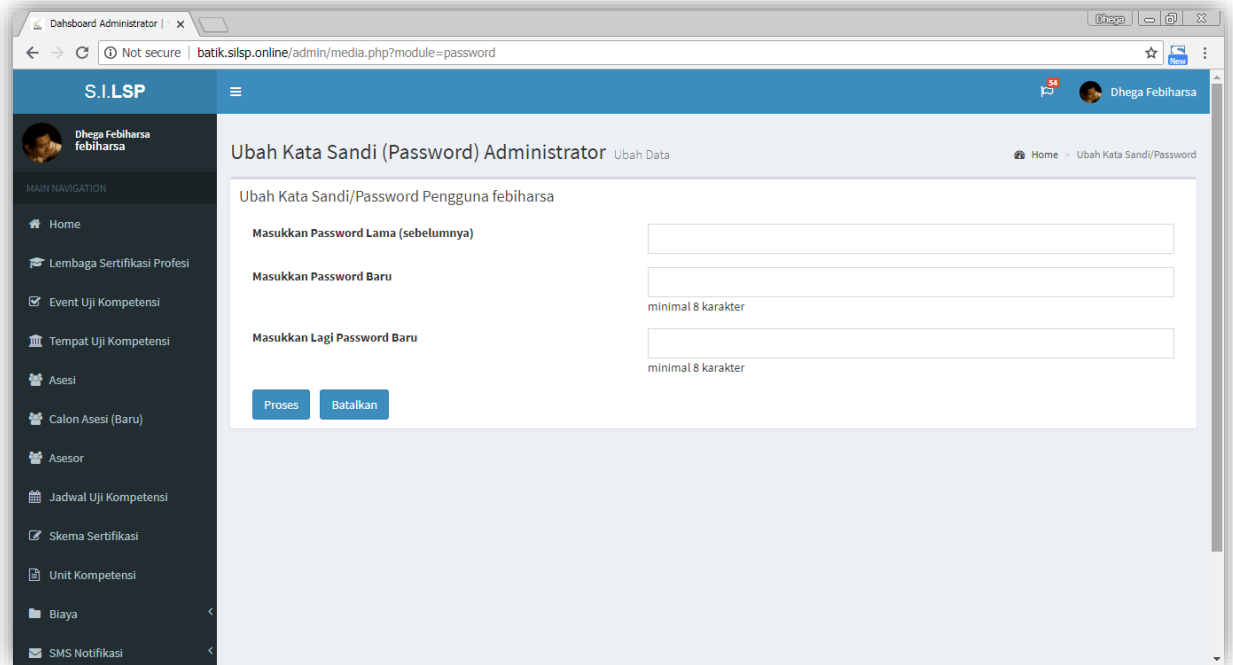 Dahsboard Administrator | S
Dhega
Not secure | batik.silsp.online/admin/media.php?module=password
New
S.I.LSP
54
Dhega Febiharsa
Dhega Febiharsa
febiharsa
Ubah Kata Sandi (Password) Administrator Ubah Data
Home > Ubah Kata Sandi/Password
MAIN NAVIGATION
Home
Lembaga Sertifikasi Profesi
Event Uji Kompetensi
Tempat Uji Kompetensi
Asesi
Calon Asesi (Baru)
Asesor
Jadwal Uji Kompetensi
Skema Sertifikasi
Unit Kompetensi
Biaya
SMS Notifikasi
Ubah Kata Sandi/Password Pengguna febiharsa
Masukkan Password Lama (sebelumnya)
Masukkan Password Baru
minimal 8 karakter
Masukkan Lagi Password Baru
minimal 8 karakter
Proses
Batalkan